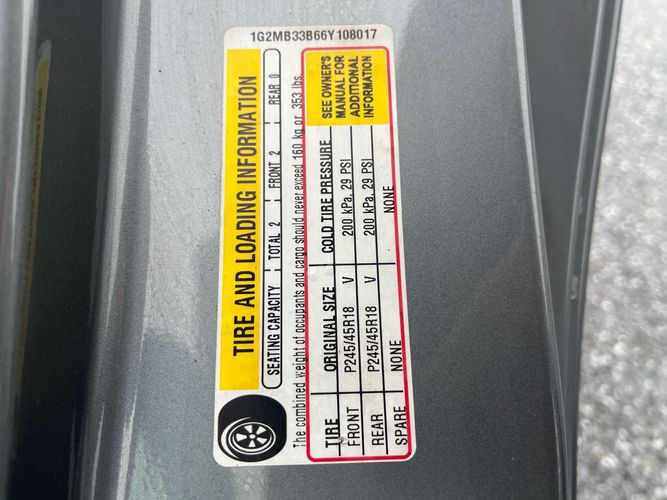 1G2MB33B66Y108017
TIRE AND LOADING INFORMATION
SEATING CAPACITY TOTAL 2 FRONT 2 REAR 0
The combined weight of occupants and cargo should never exceed 160 kg or 353 lbs.
TIRE ORIGINAL SIZE COLD TIRE PRESSURE
FRONT P245/45R18 V 200 kPa, 29 PSI
REAR P245/45R18 V 200 kPa, 29 PSI
SPARE NONE NONE
SEE OWNER'S
MANUAL FOR
ADDITIONAL
INFORMATION